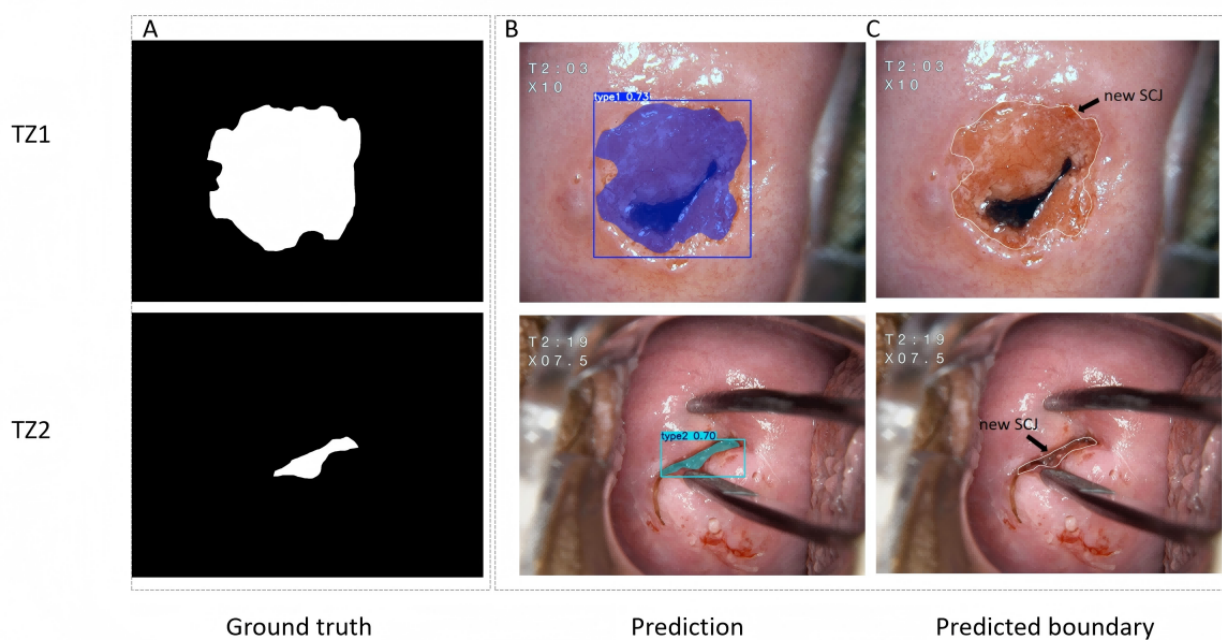 A
B
C
TZ1
T2:03
X10
type1 0.73
T2:03
X10
new SCJ
TZ2
T2:19
X07.5
type2 0.70
T2:19
X07.5
new SCJ
Ground truth
Prediction
Predicted boundary